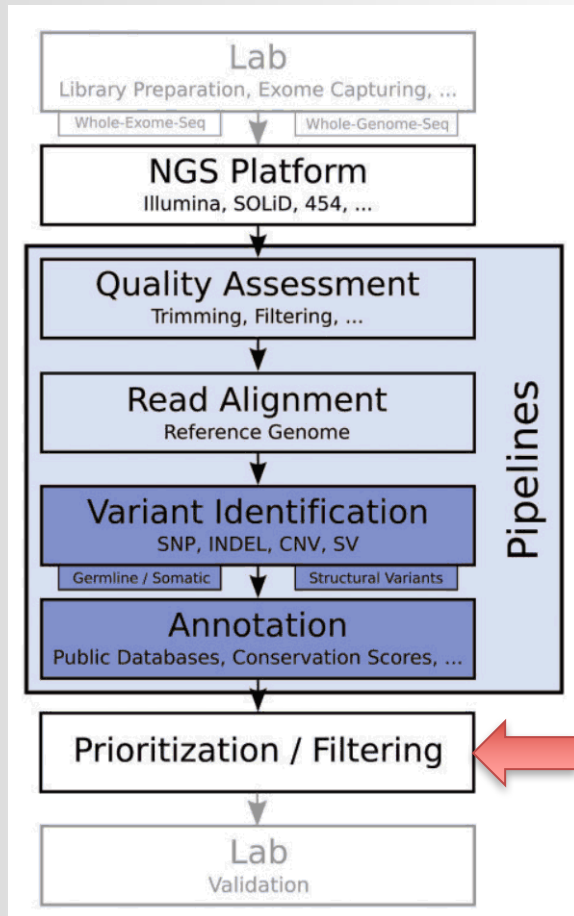 Lab
Library Preparation, Exome Capturing, ...
Whole-Exome-Seq
Whole-Genome-Seq
NGS Platform
Illumina, SOLiD, 454, ...
Quality Assessment
Trimming, Filtering, ...
Read Alignment
Reference Genome
Variant Identification
SNP, INDEL, CNV, SV
Germline / Somatic
Structural Variants
Annotation
Public Databases, Conservation Scores, ...
Pipelines
Prioritization / Filtering
Lab
Validation